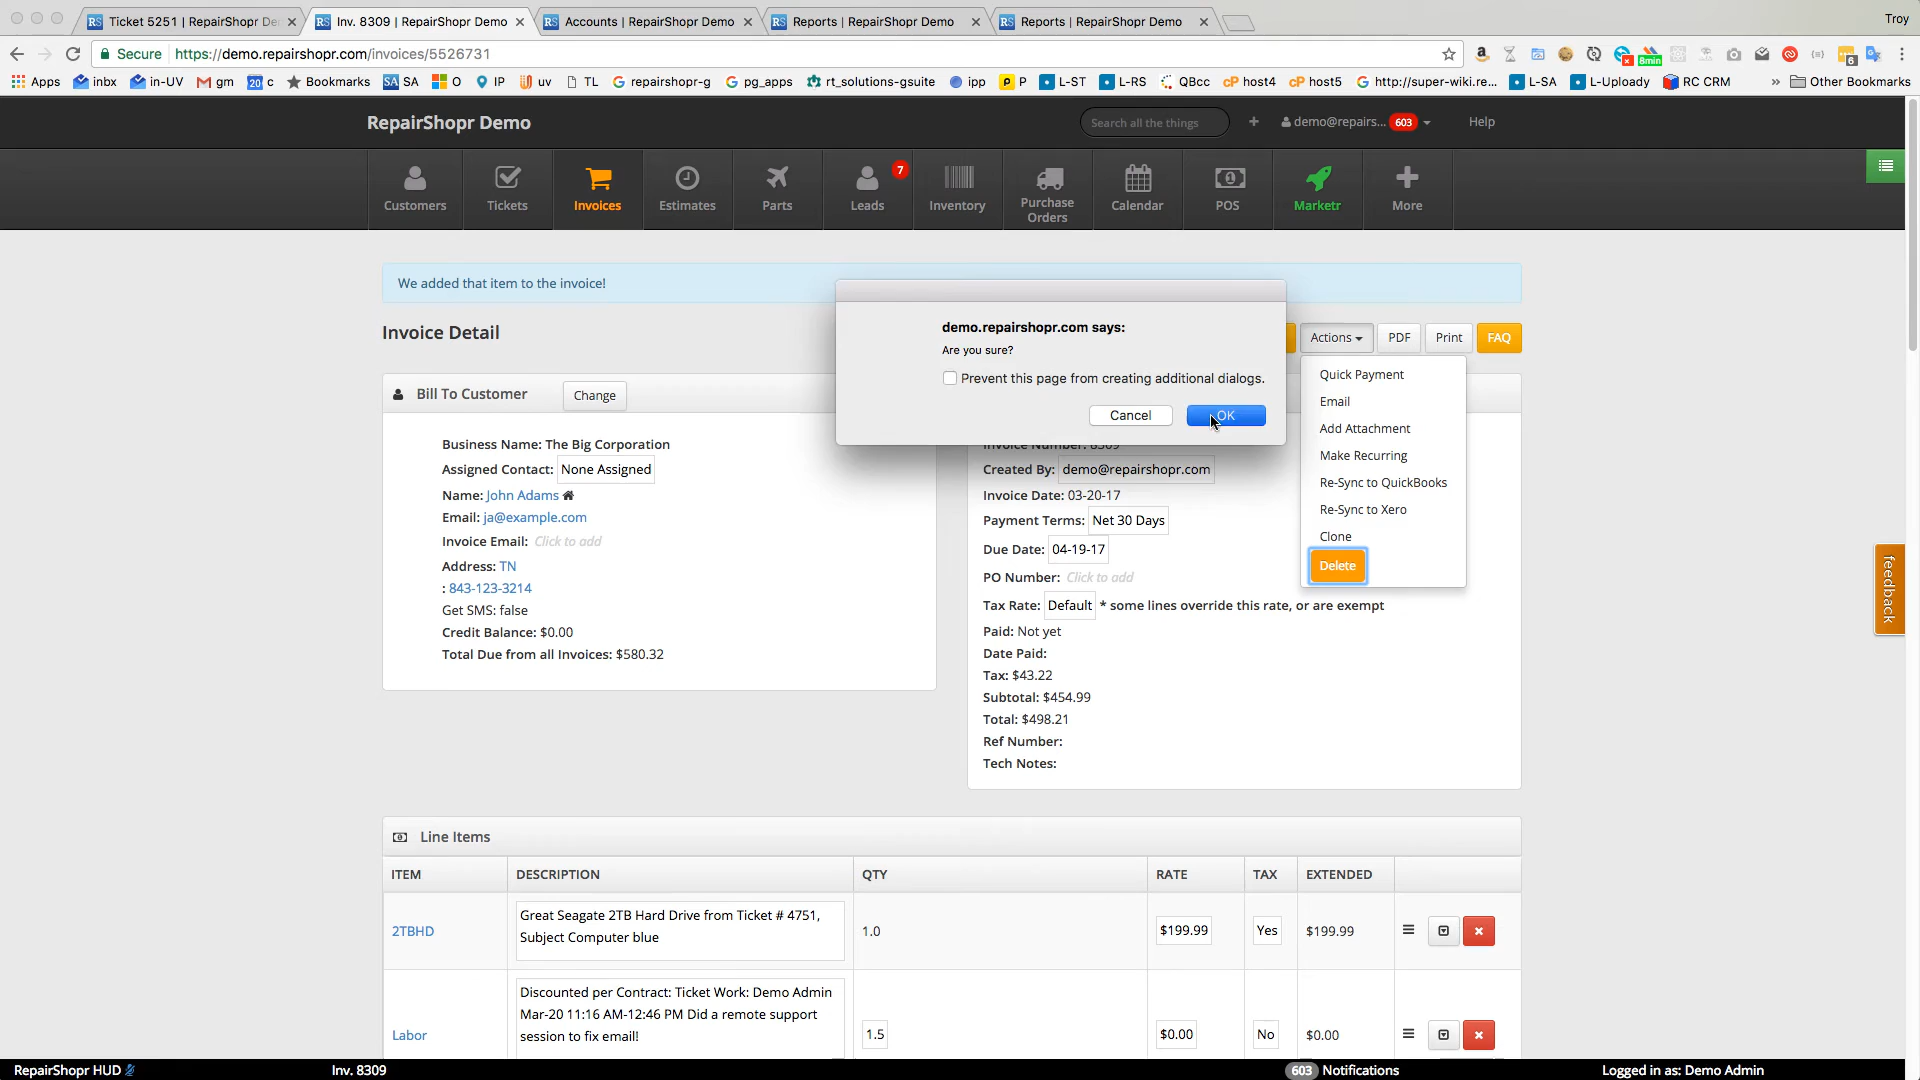 Ticket 5251 | RepairShopr De
Inv. 8309 | RepairShopr Demo
Accounts | RepairShopr Demo
Reports | RepairShopr Demo
Reports | RepairShopr Demo
Troy
Secure https://demo.repairshopr.com/invoices/5526731
8min
6
Apps
inbx
in-UV
gm
20 c
Bookmarks
SA SA
O
IP
uv
TL
repairshopr-g
pg_apps
rt_solutions-gsuite
ipp
P
L-ST
L-RS
QBcc
cP host4
cP host5
http://super-wiki.re...
L-SA
L-Uploady
RC CRM
»
Other Bookmarks
RepairShopr Demo
Search all the things
+
demo@repairs... 603
Help
Customers
Tickets
Invoices
Estimates
Parts
Leads
7
Inventory
Purchase
Orders
Calendar
POS
Marketr
More
We added that item to the invoice!
Invoice Detail
Actions
PDF
Print
FAQ
demo.repairshopr.com says:
Are you sure?
Prevent this page from creating additional dialogs.
Cancel
OK
Quick Payment
Email
Add Attachment
Make Recurring
Re-Sync to QuickBooks
Re-Sync to Xero
Clone
Delete
Bill To Customer
Change
Business Name: The Big Corporation
Assigned Contact: None Assigned
Name: John Adams
Email: ja@example.com
Invoice Email: Click to add
Address: TN
: 843-123-3214
Get SMS: false
Credit Balance: $0.00
Total Due from all Invoices: $580.32
Invoice Number: 8309
Created By: demo@repairshopr.com
Invoice Date: 03-20-17
Payment Terms: Net 30 Days
Due Date: 04-19-17
PO Number: Click to add
Tax Rate: Default * some lines override this rate, or are exempt
Paid: Not yet
Date Paid:
Tax: $43.22
Subtotal: $454.99
Total: $498.21
Ref Number:
Tech Notes:
feedback
Line Items
ITEM DESCRIPTION QTY RATE TAX EXTENDED
2TBHD
Great Seagate 2TB Hard Drive from Ticket # 4751,
Subject Computer blue
1.0 $199.99 Yes $199.99
Labor
Discounted per Contract: Ticket Work: Demo Admin
Mar-20 11:16 AM-12:46 PM Did a remote support
session to fix email!
1.5 $0.00 No $0.00
RepairShopr HUD
Inv. 8309
603 Notifications
Logged in as: Demo Admin